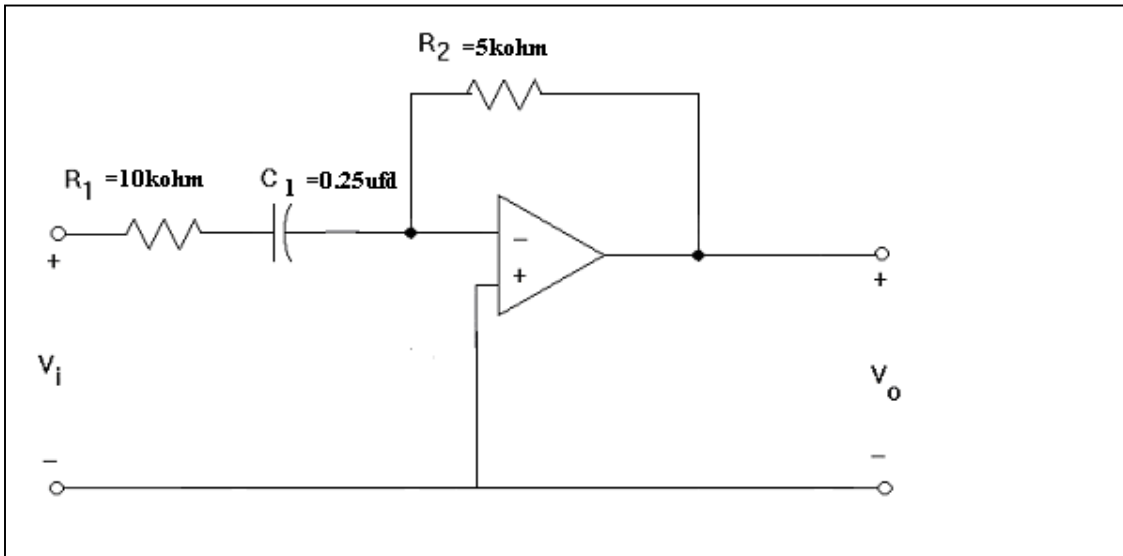 R2 =5kohm
R1 =10kohm
C1 =0.25ufd
−
+
+
+
Vi
Vo
−
−